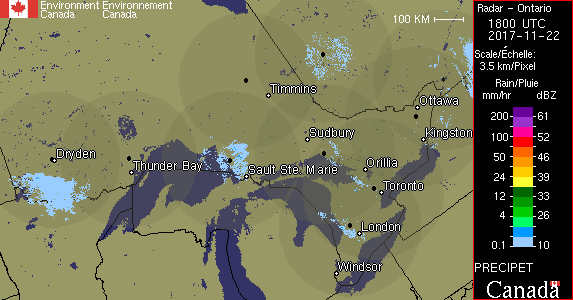 Environment Environnement
Canada Canada
100 KM
Timmins
Ottawa
Sudbury
Kingston
Dryden
Thunder Bay
Sault Ste. Marie
Orillia
Toronto
London
Windsor
Radar - Ontario
1800 UTC
2017-11-22
Scale/Échelle:
3.5 km/Pixel
Rain/Pluie
mm/hr dBZ
200 61
100 52
50 46
24 39
12 33
4 26
0.1 10
PRECIPET
Canada